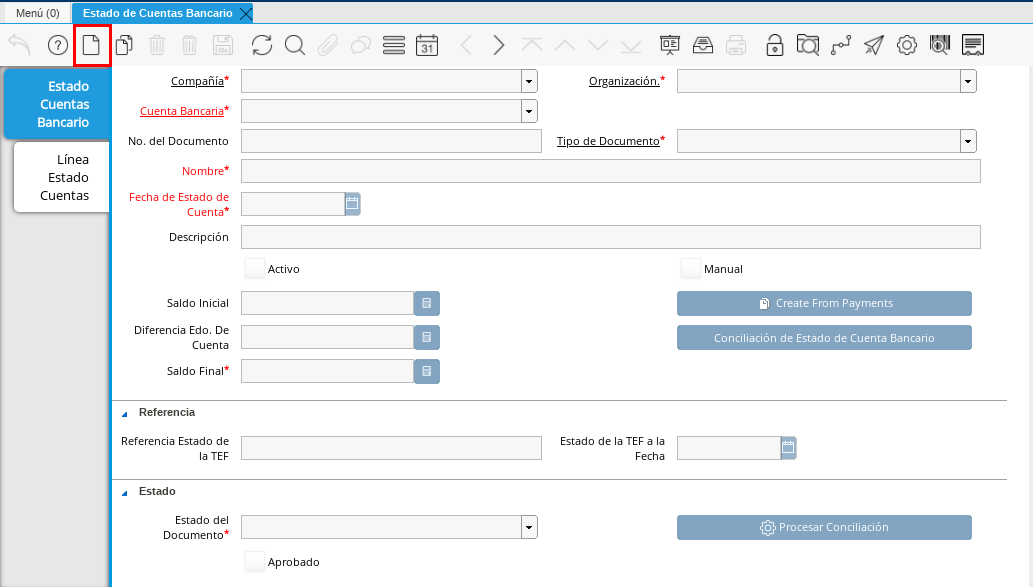 Menú (0)
Estado de Cuentas Bancario
31
Estado
Cuentas
Bancario
Línea
Estado
Cuentas
Compañía*
Organización.*
Cuenta Bancaria*
No. del Documento
Tipo de Documento*
Nombre*
Fecha de Estado de
Cuenta*
Descripción
Activo
Manual
Saldo Inicial
Create From Payments
Diferencia Edo. De
Cuenta
Conciliación de Estado de Cuenta Bancario
Saldo Final*
Referencia
Referencia Estado de
la TEF
Estado de la TEF a la
Fecha
Estado
Estado del
Documento*
Procesar Conciliación
Aprobado